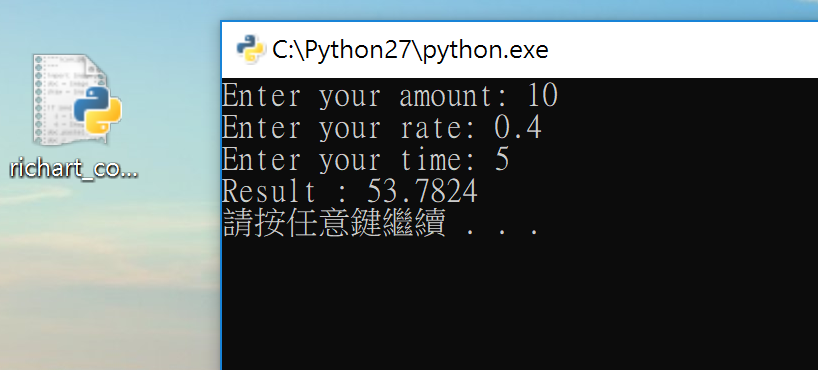 C:\Python27\python.exe
richart_co...
Enter your amount: 10
Enter your rate: 0.4
Enter your time: 5
Result : 53.7824
請按任意鍵繼續 . . .